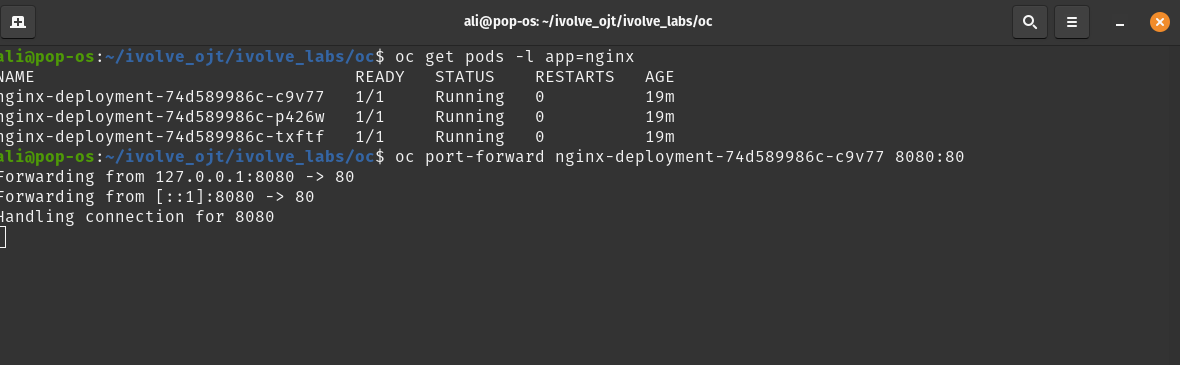 ali@pop-os: ~/ivolve_ojt/ivolve_labs/oc
ali@pop-os:~/ivolve_ojt/ivolve_labs/oc$ oc get pods -l app=nginx
NAME READY STATUS RESTARTS AGE
nginx-deployment-74d589986c-c9v77 1/1 Running 0 19m
nginx-deployment-74d589986c-p426w 1/1 Running 0 19m
nginx-deployment-74d589986c-txftf 1/1 Running 0 19m
ali@pop-os:~/ivolve_ojt/ivolve_labs/oc$ oc port-forward nginx-deployment-74d589986c-c9v77 8080:80
Forwarding from 127.0.0.1:8080 -> 80
Forwarding from [::1]:8080 -> 80
Handling connection for 8080